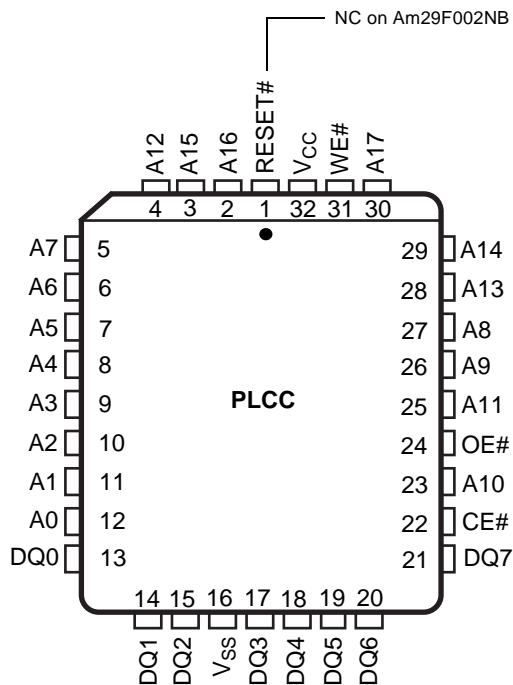 NC on Am29F002NB
A12 A15 A16 RESET# VCC WE# A17
4 3 2 1 32 31 30
A7 5 29 A14
A6 6 28 A13
A5 7 27 A8
A4 8 26 A9
A3 9 PLCC 25 A11
A2 10 24 OE#
A1 11 23 A10
A0 12 22 CE#
DQ0 13 21 DQ7
14 15 16 17 18 19 20
DQ1 DQ2 VSS DQ3 DQ4 DQ5 DQ6